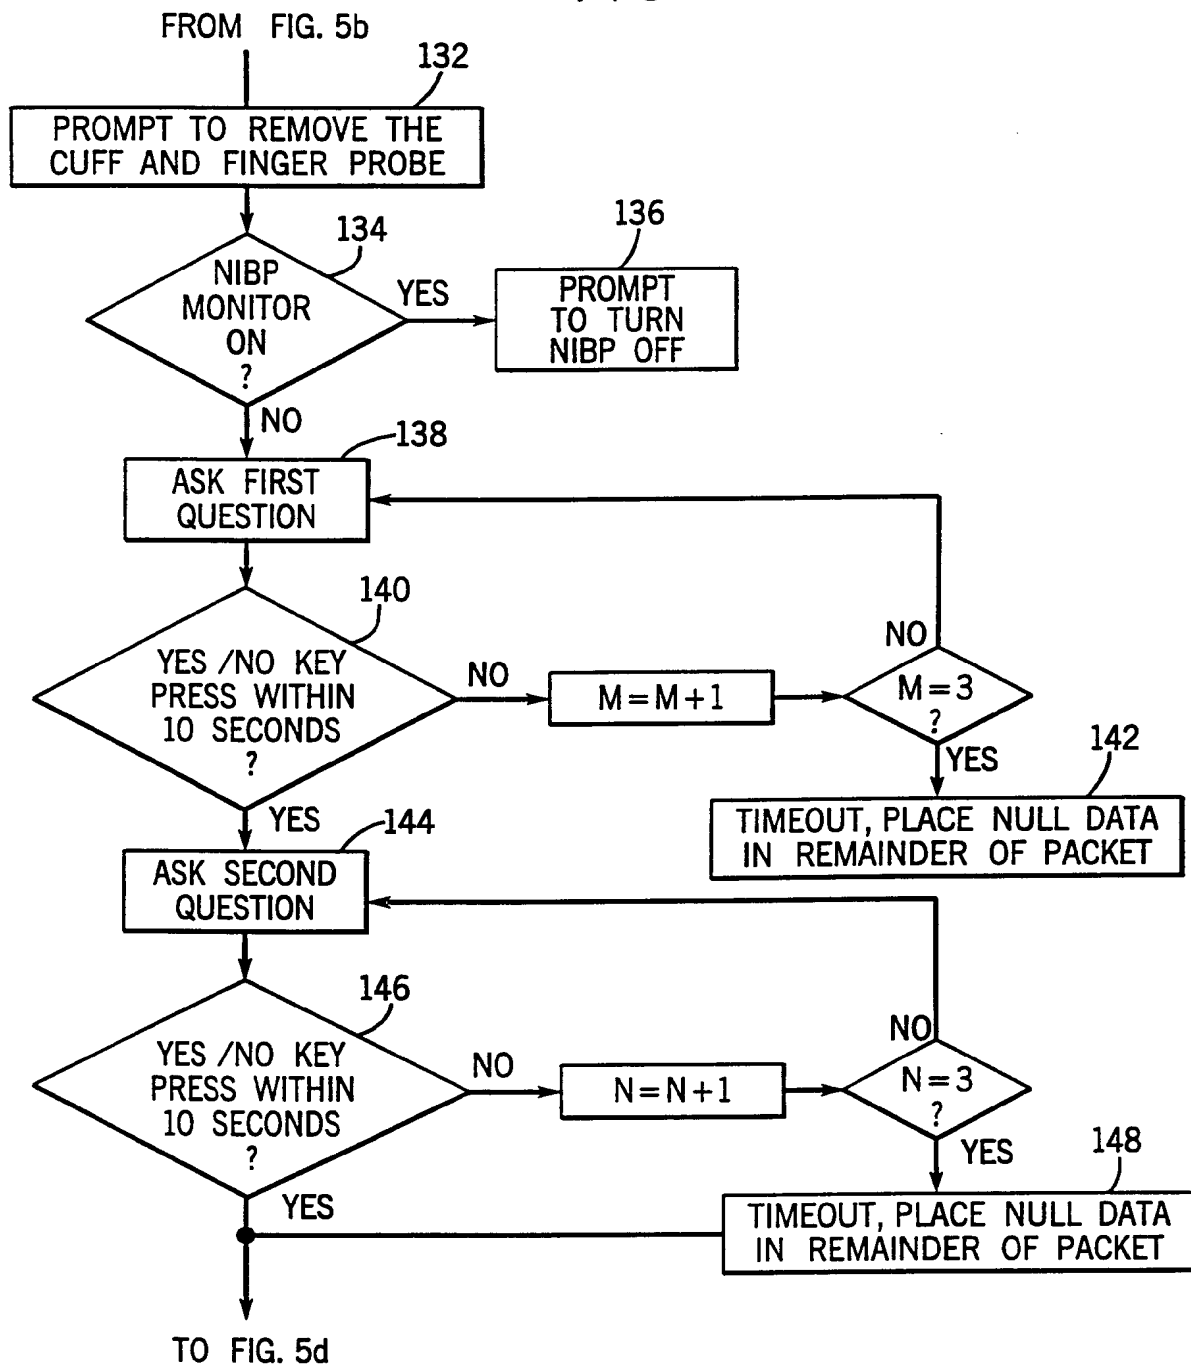 FROM FIG. 5b
132
PROMPT TO REMOVE THE
CUFF AND FINGER PROBE
134
NIBP
MONITOR
ON
?
YES
136
PROMPT
TO TURN
NIBP OFF
NO
138
ASK FIRST
QUESTION
140
YES /NO KEY
PRESS WITHIN
10 SECONDS
?
NO
M=M+1
NO
M=3
?
YES
142
TIMEOUT, PLACE NULL DATA
IN REMAINDER OF PACKET
YES
144
ASK SECOND
QUESTION
146
YES /NO KEY
PRESS WITHIN
10 SECONDS
?
NO
N=N+1
NO
N=3
?
YES
148
TIMEOUT, PLACE NULL DATA
IN REMAINDER OF PACKET
YES
TO FIG. 5d